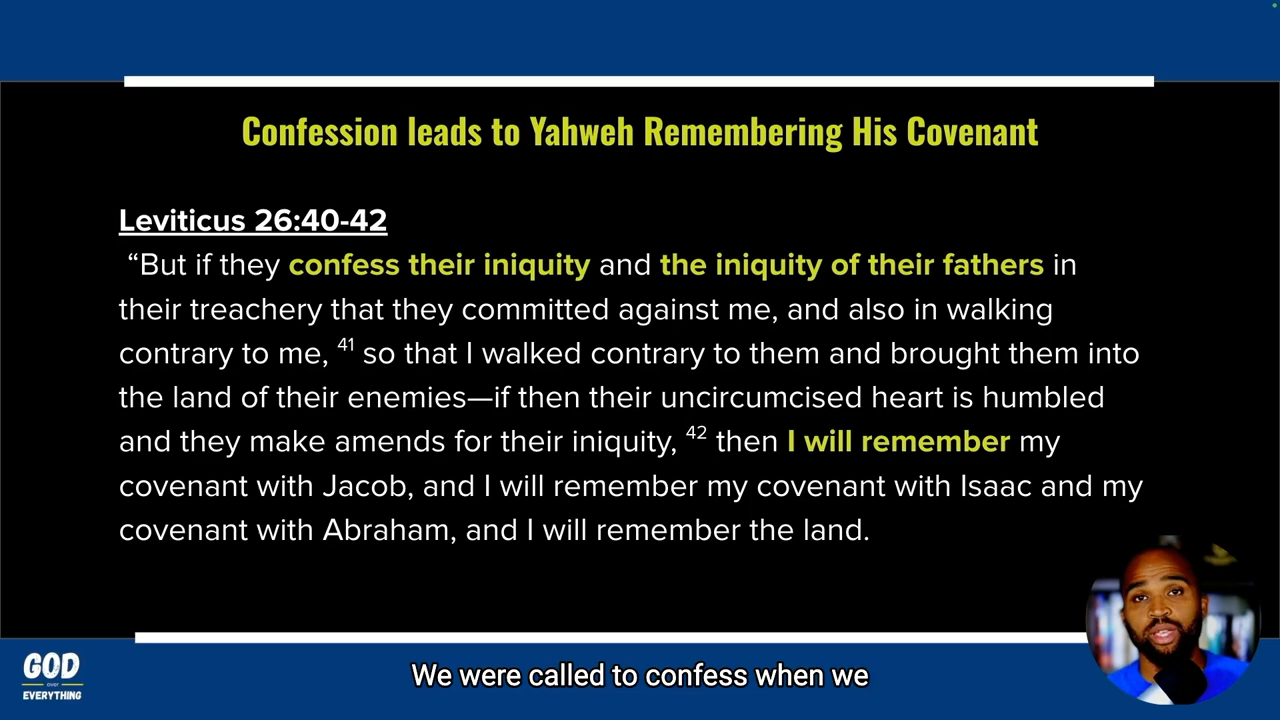 Confession leads to Yahweh Remembering His Covenant
Leviticus 26:40-42
“But if they confess their iniquity and the iniquity of their fathers in
their treachery that they committed against me, and also in walking
contrary to me, 41 so that I walked contrary to them and brought them into
the land of their enemies—if then their uncircumcised heart is humbled
and they make amends for their iniquity, 42 then I will remember my
covenant with Jacob, and I will remember my covenant with Isaac and my
covenant with Abraham, and I will remember the land.
GOD
OVER
EVERYTHING
We were called to confess when we